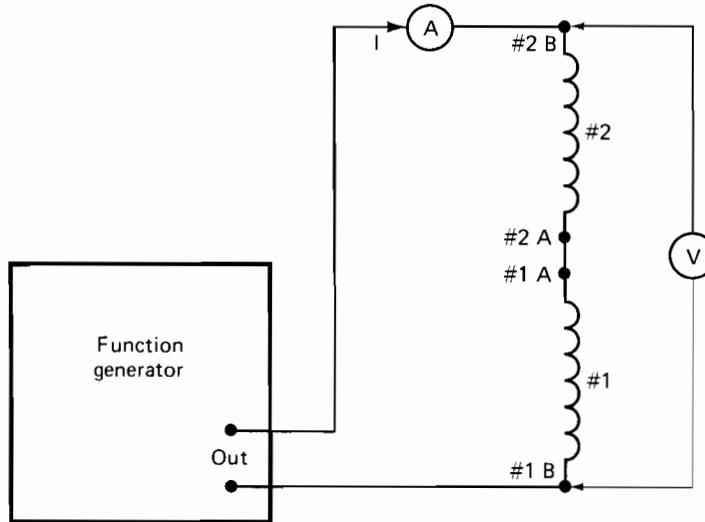 A
I
#2 B
#2
#2 A
V
#1 A
Function
generator
#1
Out
#1 B